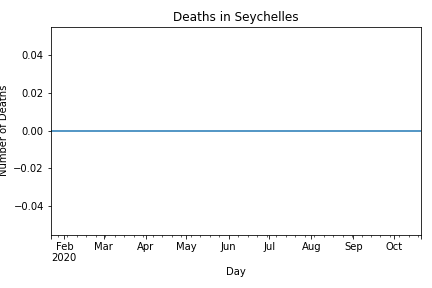 Deaths in Seychelles
0.04
0.02
0.00
−0.02
−0.04
Number of Deaths
Feb Mar Apr May Jun Jul Aug Sep Oct
2020
Day